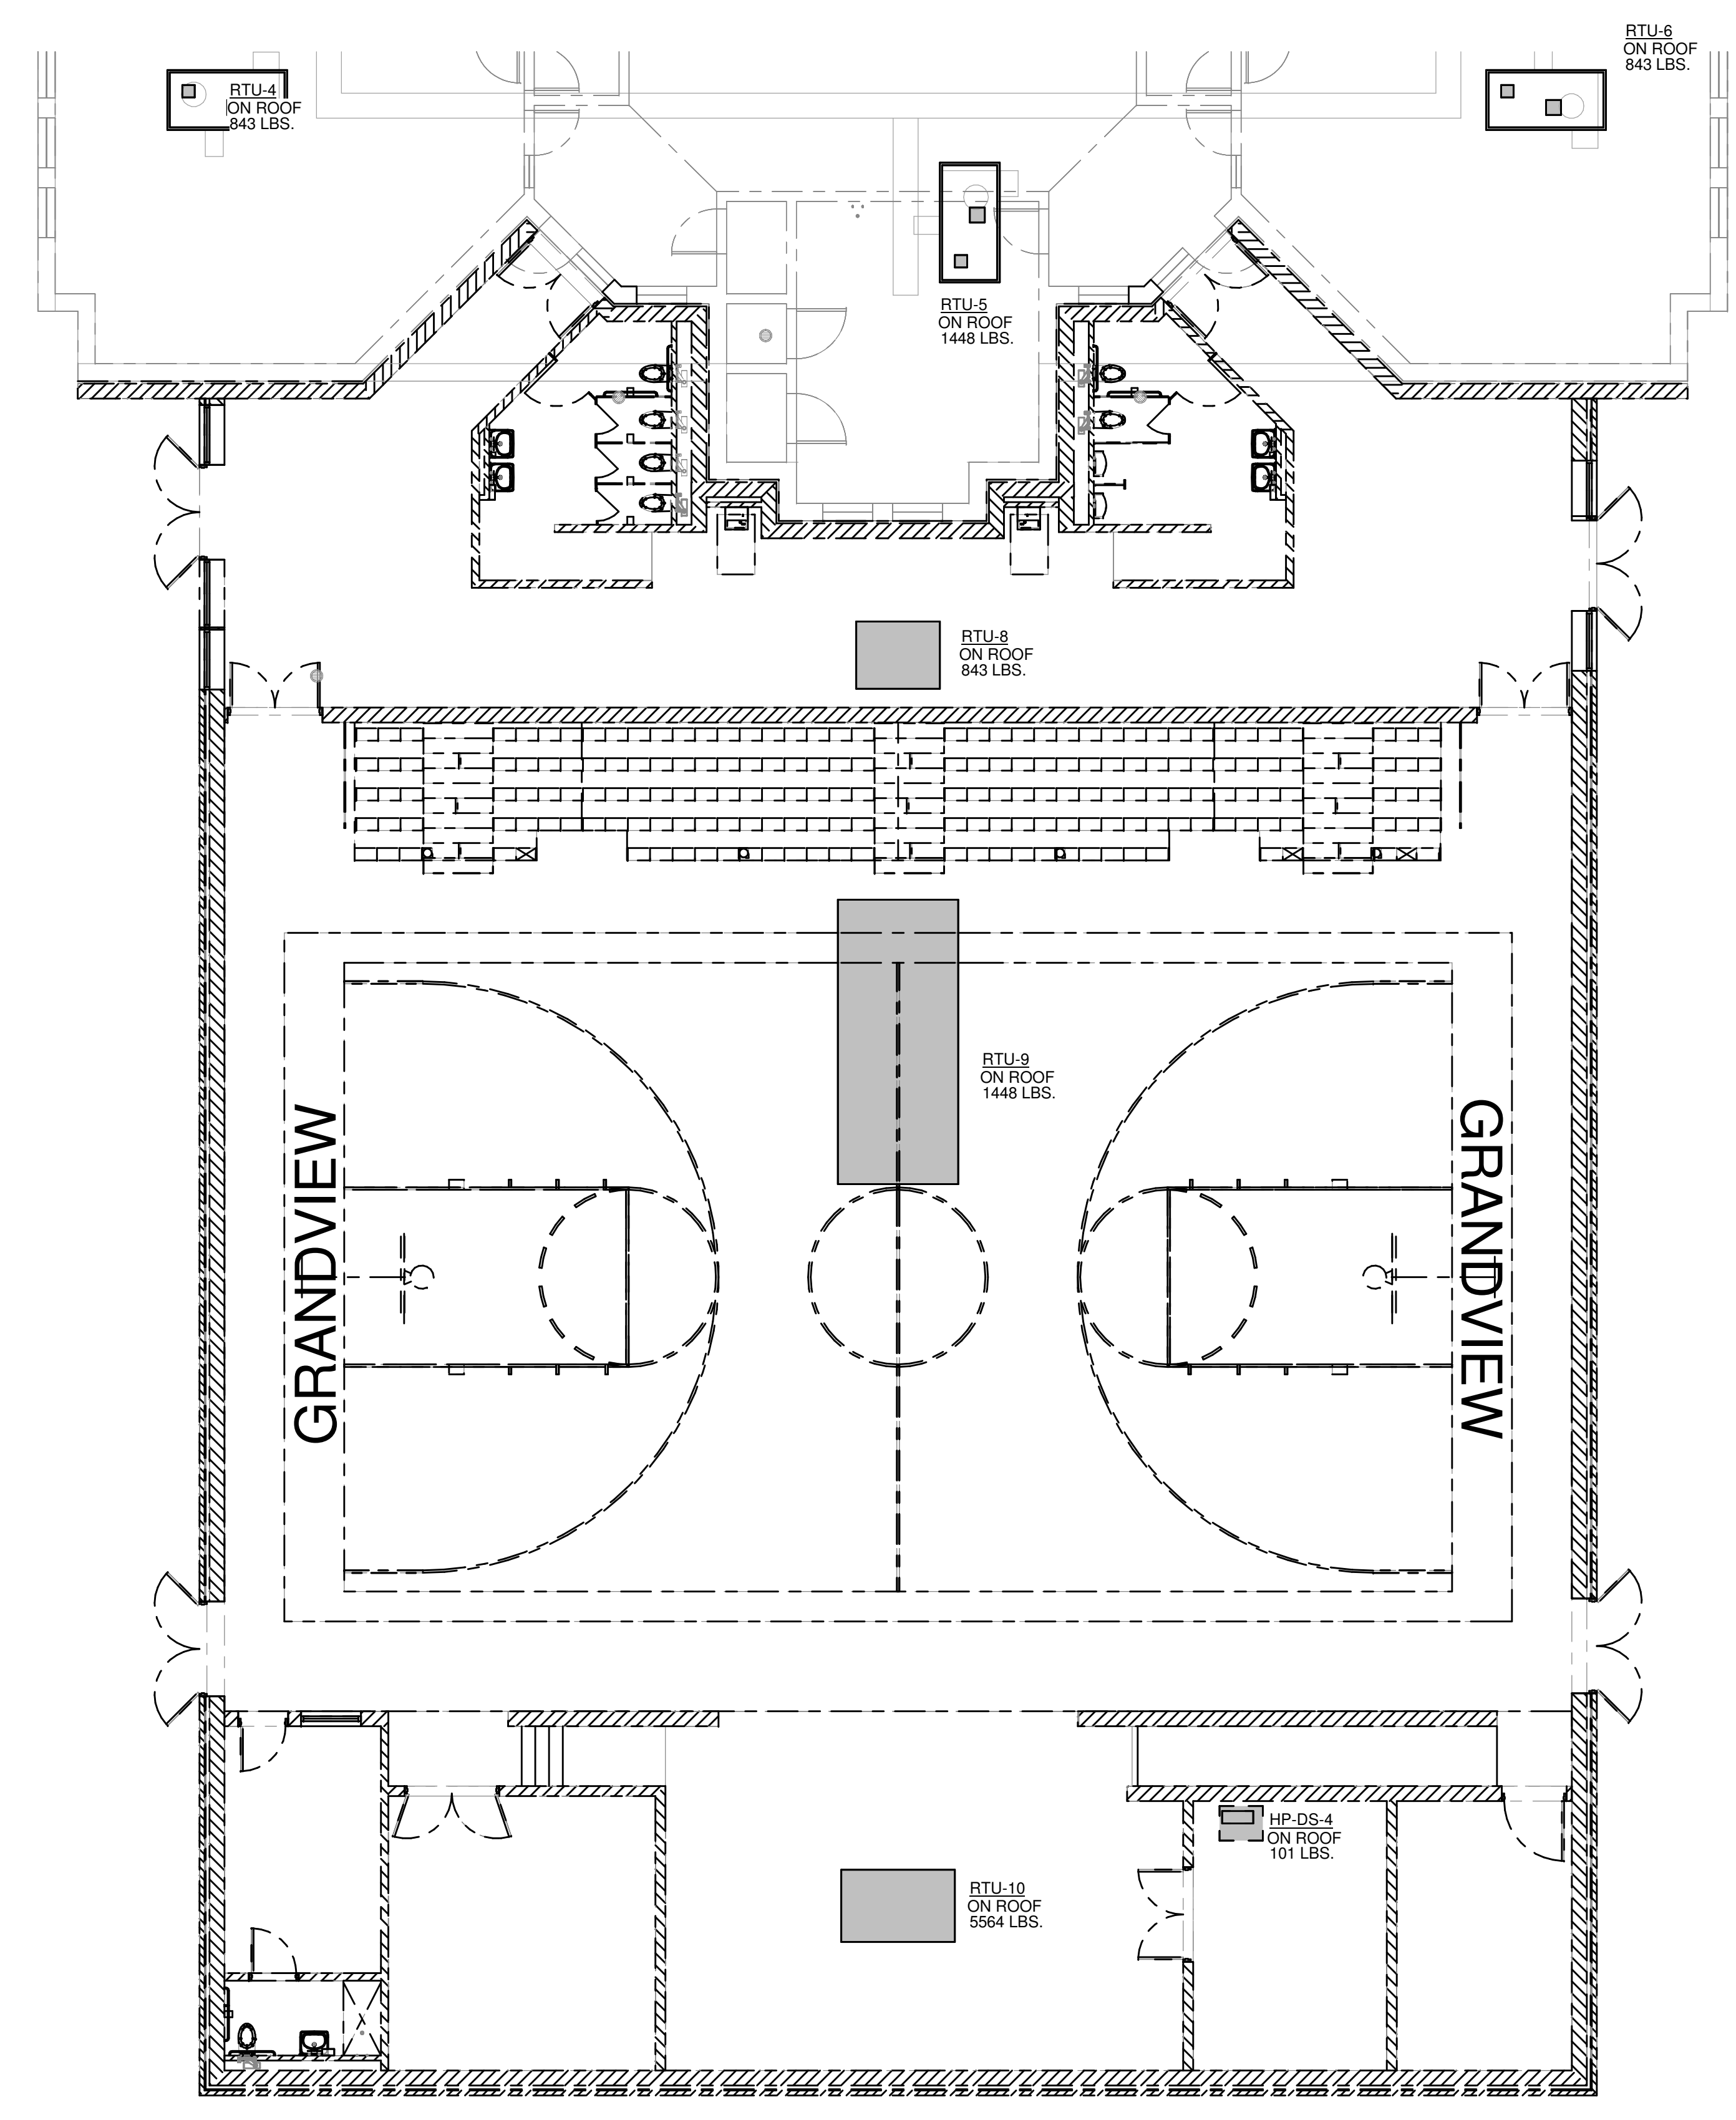 RTU-6
ON ROOF
843 LBS.
RTU-4
ON ROOF
843 LBS.
RTU-5
ON ROOF
1448 LBS.
RTU-8
ON ROOF
843 LBS.
RTU-9
ON ROOF
1448 LBS.
GRANDVIEW
GRANDVIEW
HP-DS-4
ON ROOF
101 LBS.
RTU-10
ON ROOF
5564 LBS.